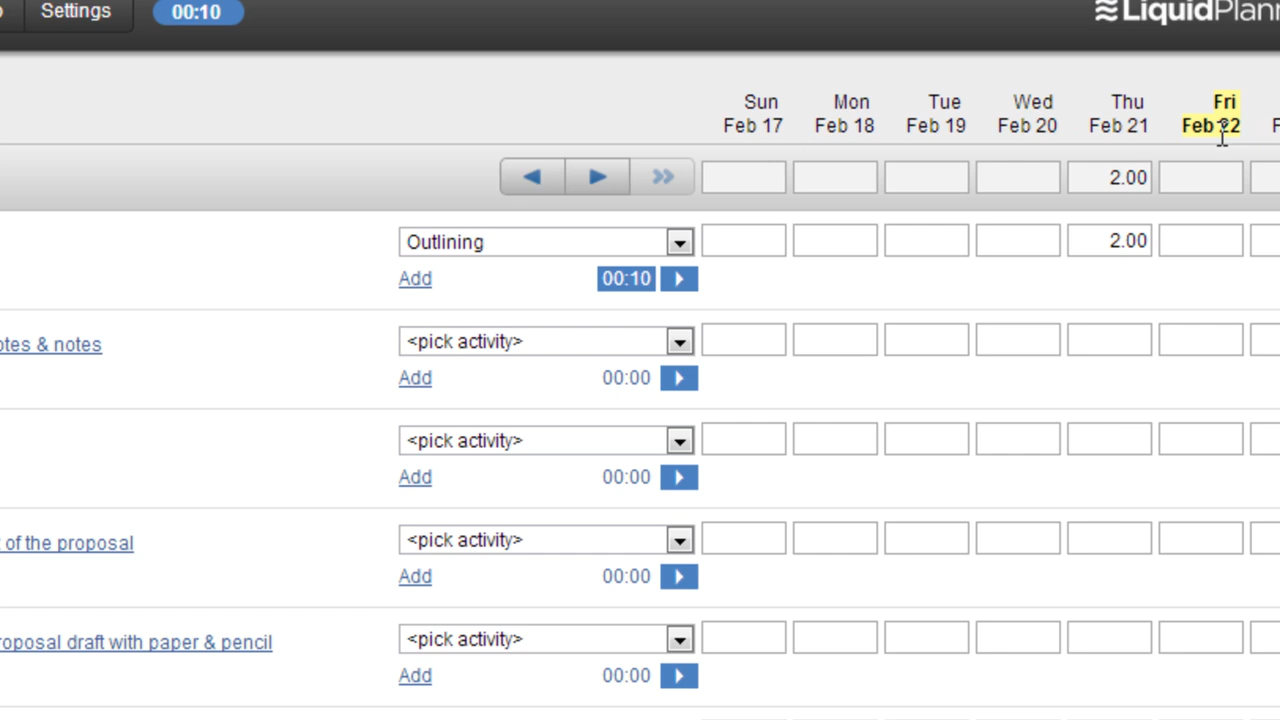 Settings
00:10
LiquidPlann
Sun Mon Tue Wed Thu Fri
Feb 17 Feb 18 Feb 19 Feb 20 Feb 21 Feb 22 F
2.00
Outlining 2.00
Add 00:10
otes & notes <pick activity>
Add 00:00
<pick activity>
Add 00:00
t of the proposal <pick activity>
Add 00:00
roposal draft with paper & pencil <pick activity>
Add 00:00